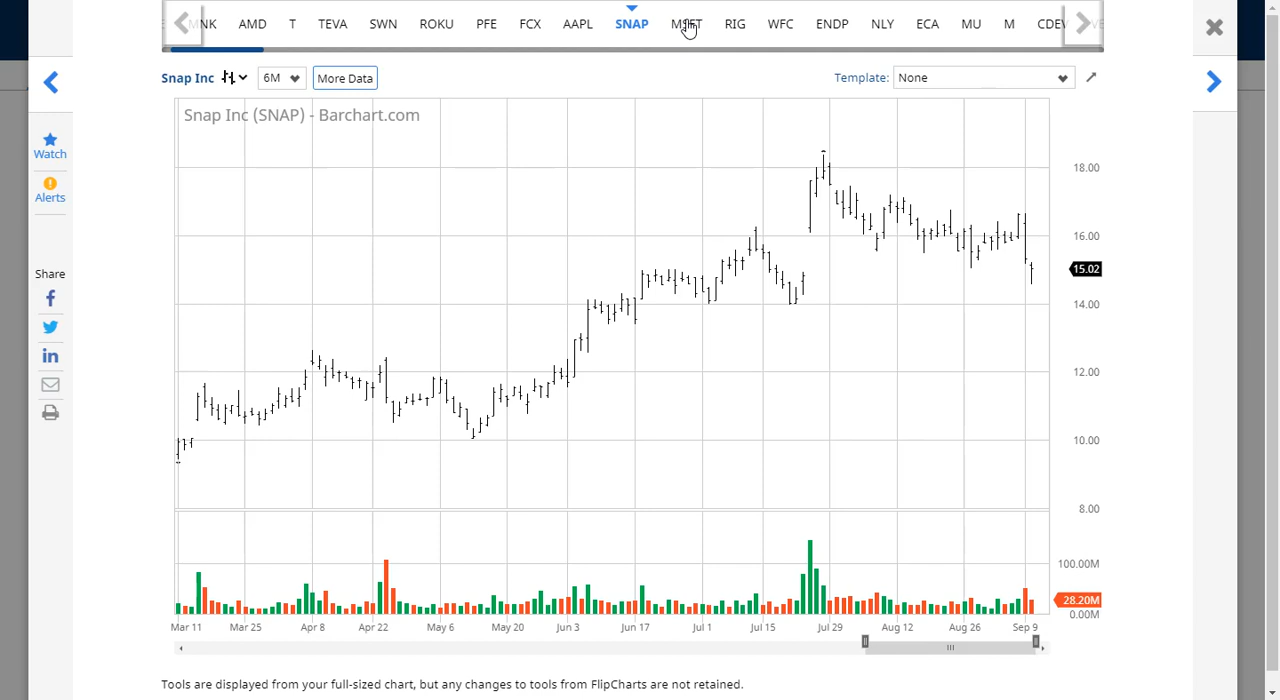 NK AMD T TEVA SWN ROKU PFE FCX AAPL SNAP MSFT RIG WFC ENDP NLY ECA MU M CDEV
Snap Inc 6M More Data Template: None
Snap Inc (SNAP) - Barchart.com
Watch
Alerts
Share
18.00
16.00
15.02
14.00
12.00
10.00
8.00
100.00M
28.20M
0.00M
Mar 11 Mar 25 Apr 8 Apr 22 May 6 May 20 Jun 3 Jun 17 Jul 1 Jul 15 Jul 29 Aug 12 Aug 26 Sep 9
Tools are displayed from your full-sized chart, but any changes to tools from FlipCharts are not retained.